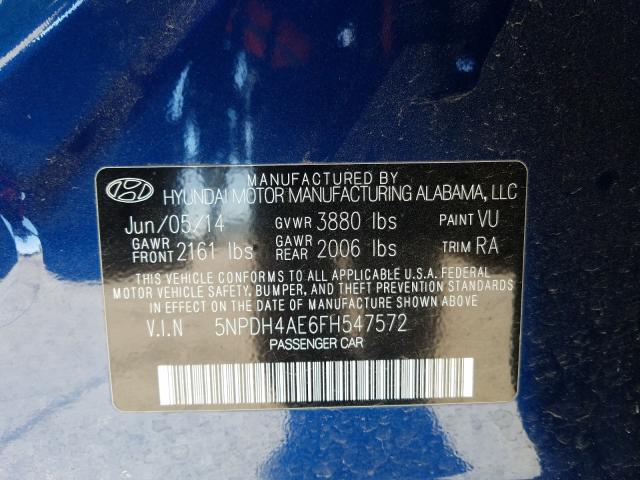 MANUFACTURED BY
HYUNDAI MOTOR MANUFACTURING ALABAMA, LLC
Jun/05/14 GVWR 3880 lbs PAINT VU
GAWR FRONT 2161 lbs GAWR REAR 2006 lbs TRIM RA
THIS VEHICLE CONFORMS TO ALL APPLICABLE U.S.A. FEDERAL
MOTOR VEHICLE SAFETY, BUMPER, AND THEFT PREVENTION STANDARDS
IN EFFECT ON THE DATE OF MANUFACTURE SHOWN ABOVE.
V.I.N 5NPDH4AE6FH547572
PASSENGER CAR